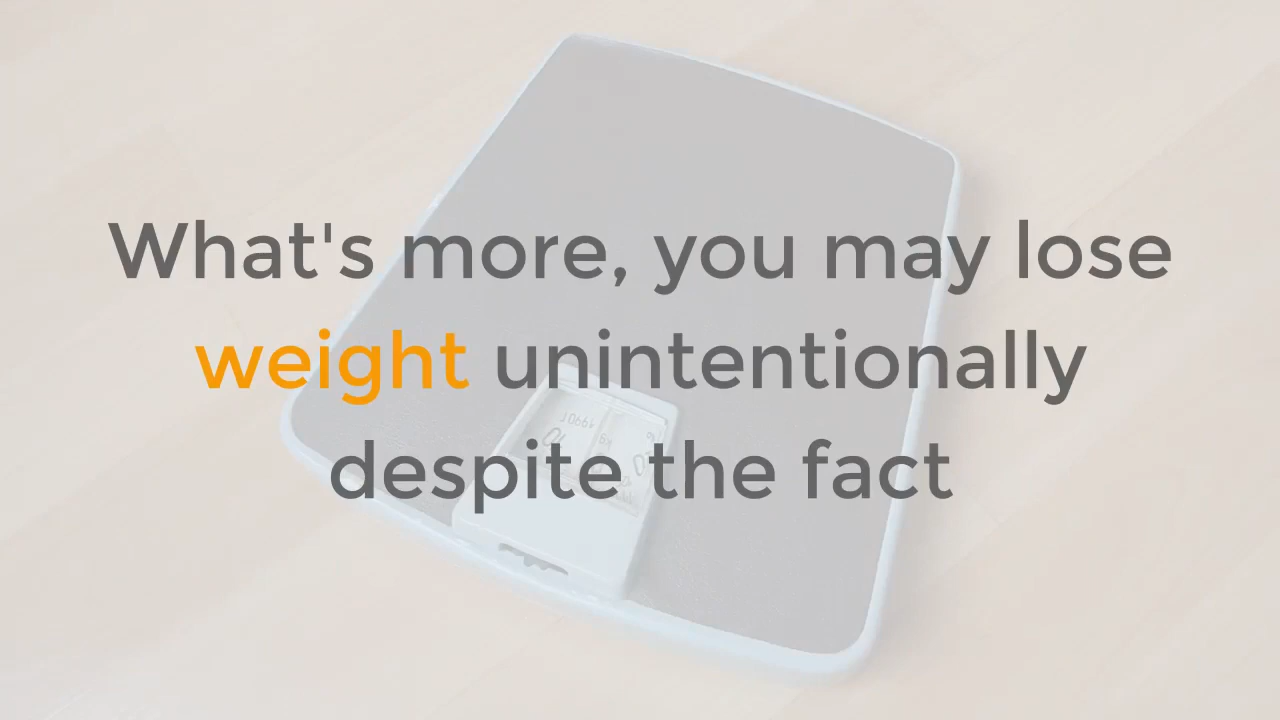 What's more, you may lose
weight unintentionally
despite the fact